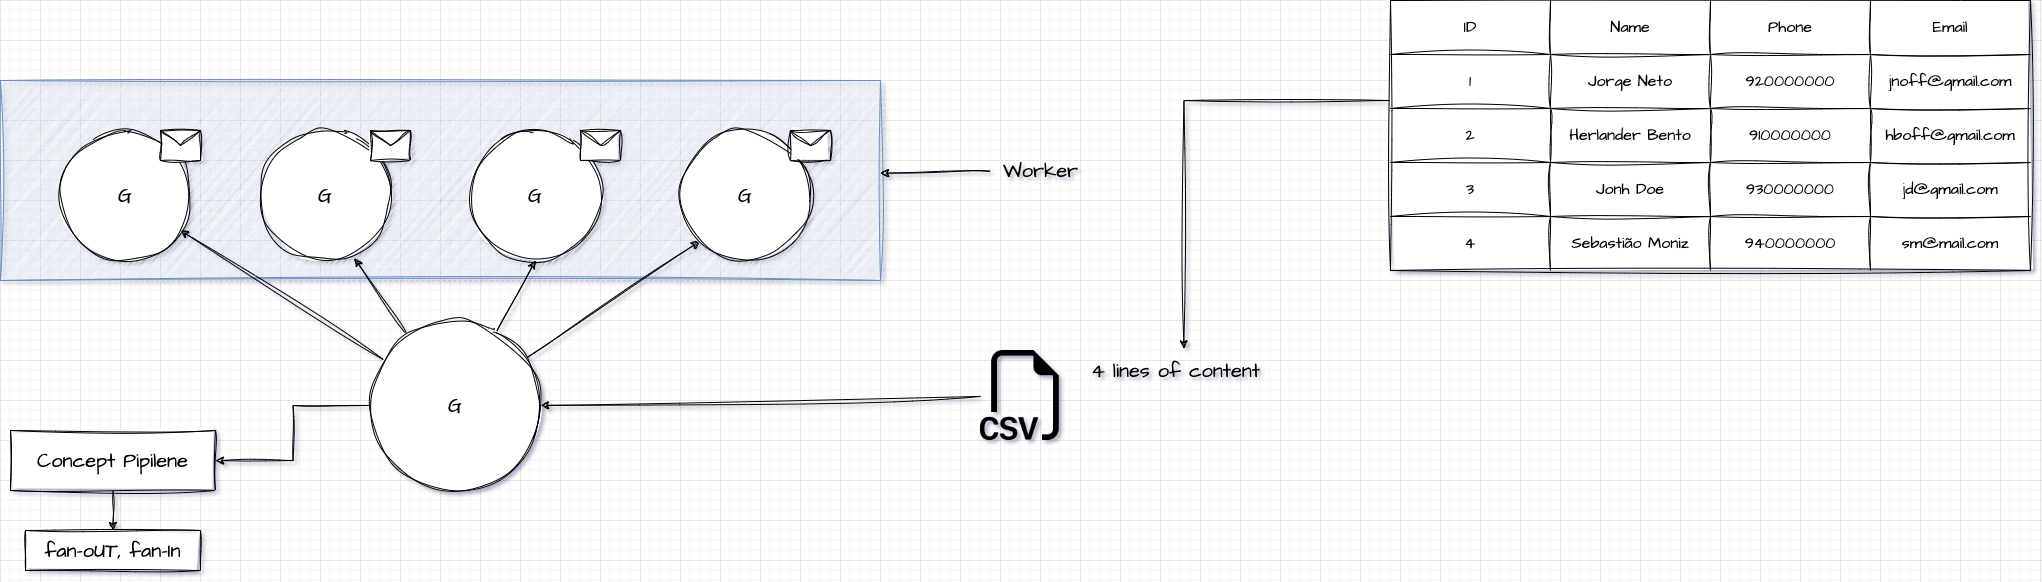 ID Name Phone Email
1 Jorge Neto 920000000 jnoff@gmail.com
2 Herlander Bento 910000000 hboff@gmail.com
3 Jonh Doe 930000000 jd@gmail.com
4 Sebastião Moniz 940000000 sm@mail.com
G G G G
Worker
4 lines of content
G
CSV
Concept Pipilene
fan-oUT, fan-In